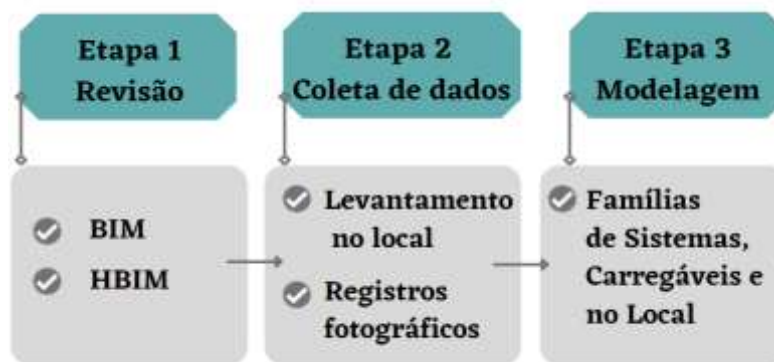 Etapa 1
Revisão
BIM
HBIM
Etapa 2
Coleta de dados
Levantamento
no local
Registros
fotográficos
Etapa 3
Modelagem
Famílias
de Sistemas,
Carregáveis e
no Local